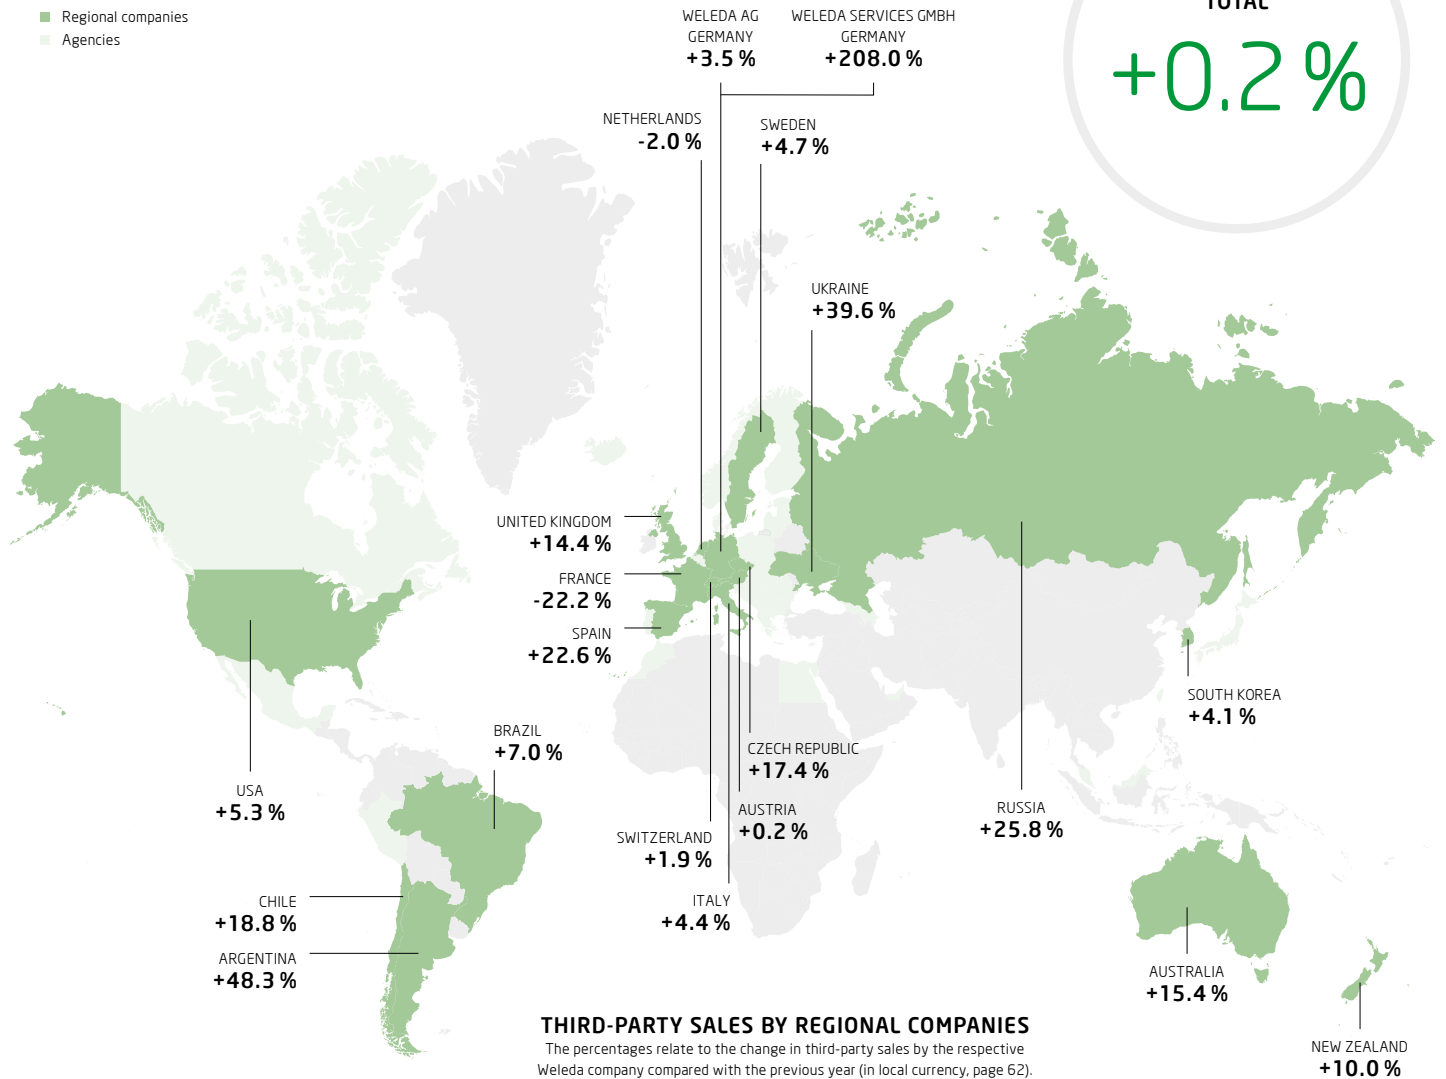 Regional companies
Agencies
WELEDA AG
GERMANY
+3.5 %
WELEDA SERVICES GMBH
GERMANY
+208.0 %
TOTAL
+0.2 %
NETHERLANDS
-2.0 %
SWEDEN
+4.7 %
UKRAINE
+39.6 %
UNITED KINGDOM
+14.4 %
FRANCE
-22.2 %
SPAIN
+22.6 %
SOUTH KOREA
+4.1 %
BRAZIL
+7.0 %
CZECH REPUBLIC
+17.4 %
USA
+5.3 %
AUSTRIA
+0.2 %
RUSSIA
+25.8 %
SWITZERLAND
+1.9 %
ITALY
+4.4 %
CHILE
+18.8 %
ARGENTINA
+48.3 %
AUSTRALIA
+15.4 %
NEW ZEALAND
+10.0 %
THIRD-PARTY SALES BY REGIONAL COMPANIES
The percentages relate to the change in third-party sales by the respective
Weleda company compared with the previous year (in local currency, page 62).